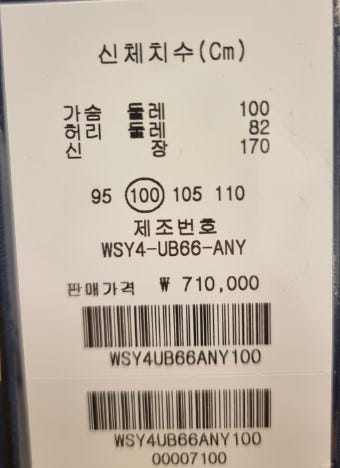 신체치수(Cm)
가슴 둘레 100
허리 둘레 82
신 장 170
95 100 105 110
제조번호
WSY4-UB66-ANY
판매가격 ₩ 710,000
WSY4UB66ANY100
WSY4UB66ANY100
00007100